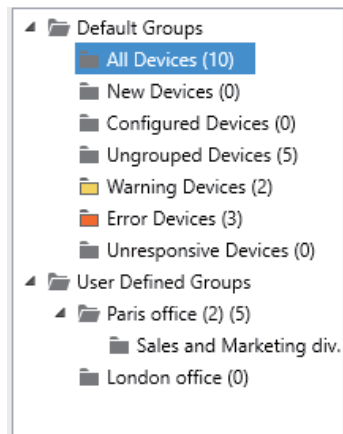 Default Groups
All Devices (10)
New Devices (0)
Configured Devices (0)
Ungrouped Devices (5)
Warning Devices (2)
Error Devices (3)
Unresponsive Devices (0)
User Defined Groups
Paris office (2) (5)
Sales and Marketing div.
London office (0)